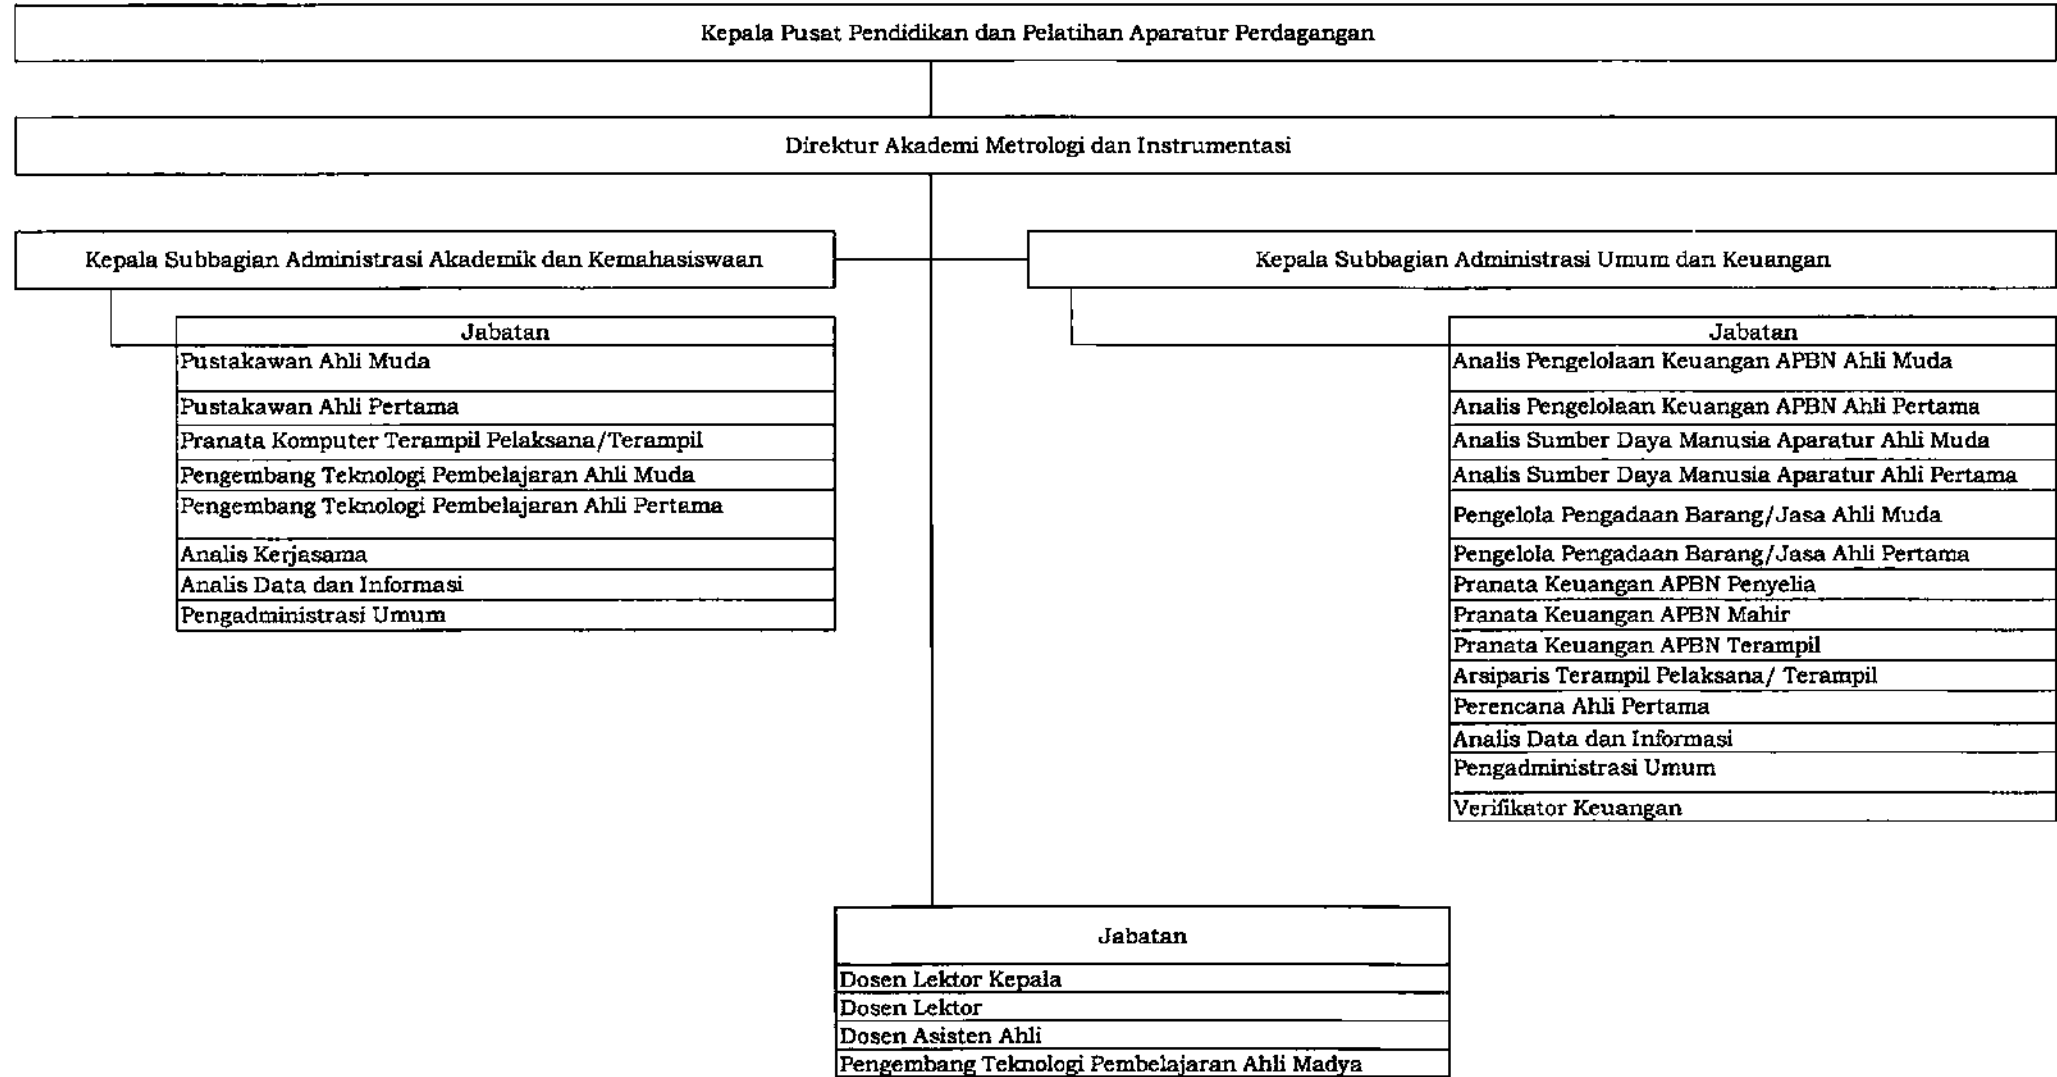 Kepala Pusat Pendidikan dan Pelatihan Aparatur Perdagangan
Direktur Akademi Metrologi dan Instrumentasi
Kepala Subbagian Administrasi Akademik dan Kemahasiswaan
Kepala Subbagian Administrasi Umum dan Keuangan
Jabatan
Pustakawan Ahli Muda
Pustakawan Ahli Pertama
Pranata Komputer Terampil Pelaksana/Terampil
Pengembang Teknologi Pembelajaran Ahli Muda
Pengembang Teknologi Pembelajaran Ahli Pertama
Analis Kerjasama
Analis Data dan Informasi
Pengadministrasi Umum
Jabatan
Analis Pengelolaan Keuangan APBN Ahli Muda
Analis Pengelolaan Keuangan APBN Ahli Pertama
Analis Sumber Daya Manusia Aparatur Ahli Muda
Analis Sumber Daya Manusia Aparatur Ahli Pertama
Pengelola Pengadaan Barang/Jasa Ahli Muda
Pengelola Pengadaan Barang/Jasa Ahli Pertama
Pranata Keuangan APBN Penyelia
Pranata Keuangan APBN Mahir
Pranata Keuangan APBN Terampil
Arsiparis Terampil Pelaksana/ Terampil
Perencana Ahli Pertama
Analis Data dan Informasi
Pengadministrasi Umum
Verifikator Keuangan
Jabatan
Dosen Lektor Kepala
Dosen Lektor
Dosen Asisten Ahli
Pengembang Teknologi Pembelajaran Ahli Madya